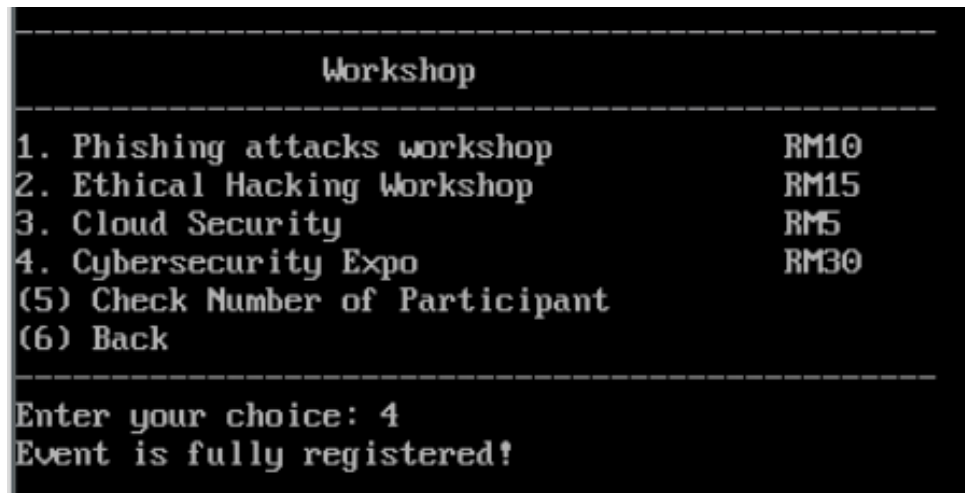 ------------------------------------------------
Workshop
------------------------------------------------
1. Phishing attacks workshop RM10
2. Ethical Hacking Workshop RM15
3. Cloud Security RM5
4. Cybersecurity Expo RM30
(5) Check Number of Participant
(6) Back
------------------------------------------------
Enter your choice: 4
Event is fully registered!